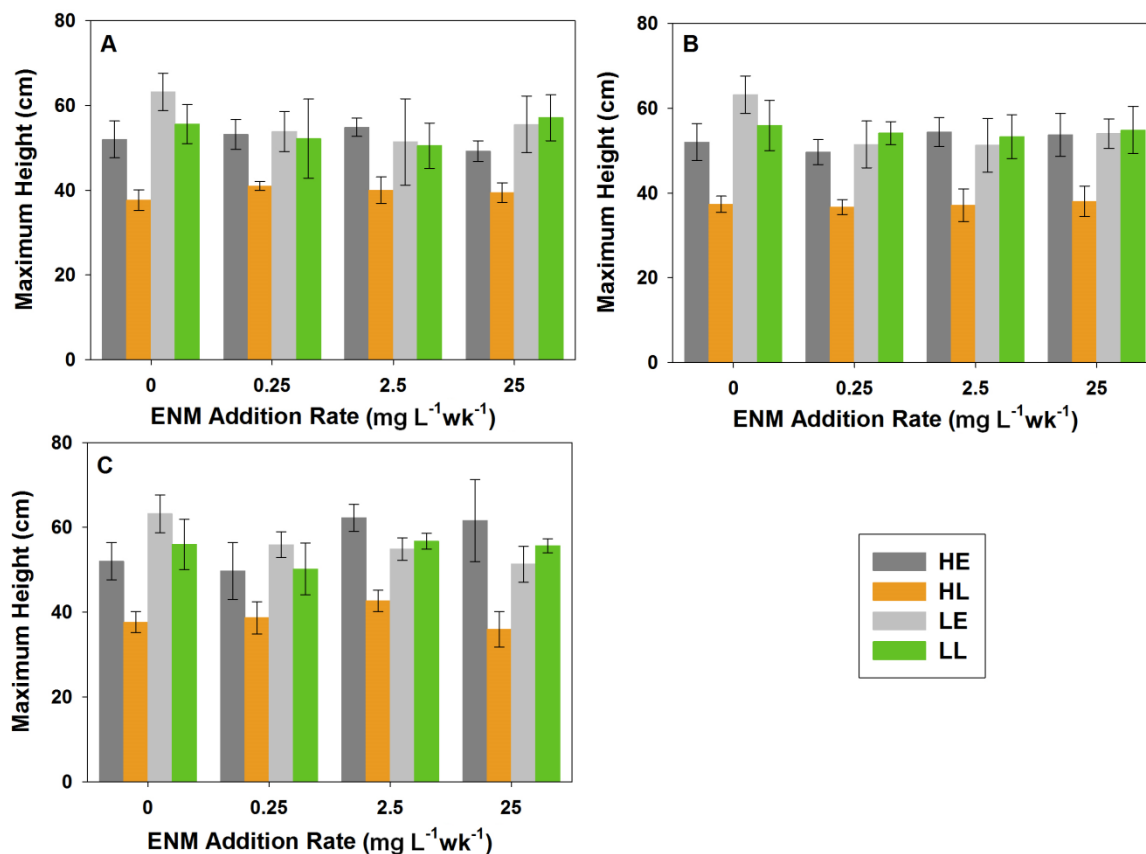 A
Maximum Height (cm)
80
60
40
20
0
0 0.25 2.5 25
ENM Addition Rate (mg L⁻¹wk⁻¹)
B
Maximum Height (cm)
80
60
40
20
0
0 0.25 2.5 25
ENM Addition Rate (mg L⁻¹wk⁻¹)
C
Maximum Height (cm)
80
60
40
20
0
0 0.25 2.5 25
ENM Addition Rate (mg L⁻¹wk⁻¹)
HE
HL
LE
LL